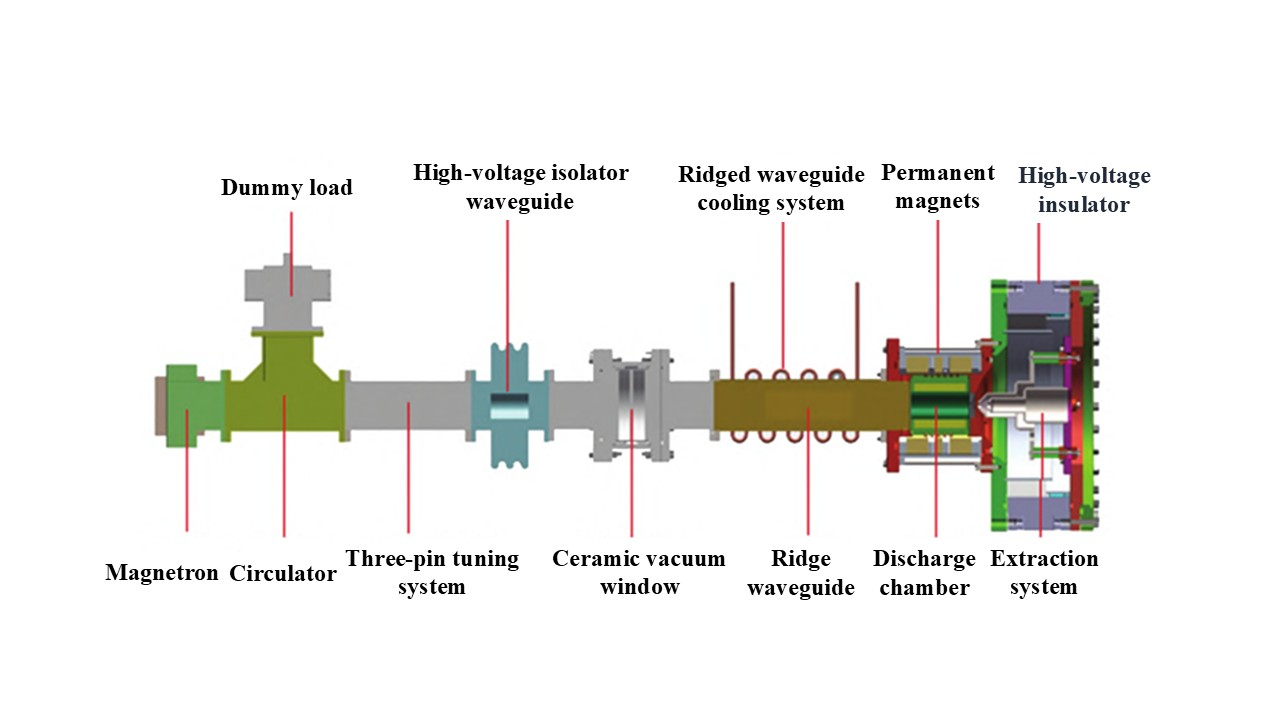 Dummy load
High-voltage isolator
waveguide
Ridged waveguide
cooling system
Permanent
magnets
High-voltage
insulator
Magnetron
Circulator
Three-pin tuning
system
Ceramic vacuum
window
Ridge
waveguide
Discharge
chamber
Extraction
system